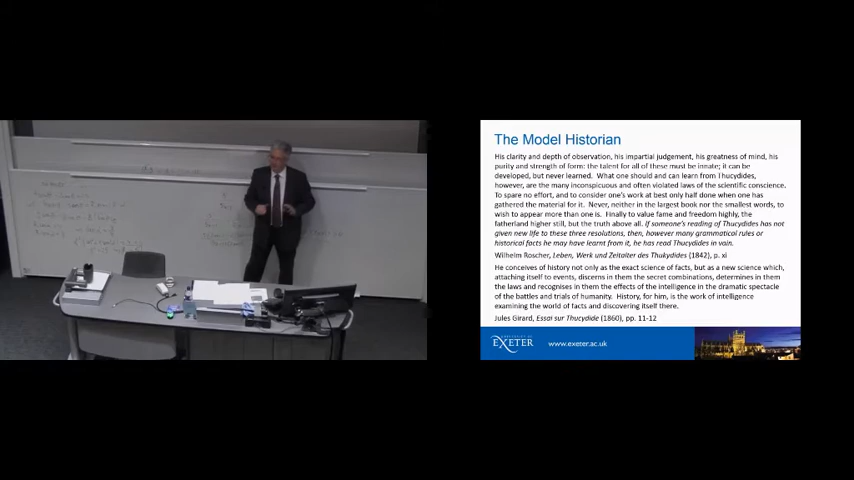 The Model Historian
His clarity and depth of observation, his impartial judgement, his greatness of mind, his
purity and strength of form: the talent for all of these must be innate; it can be
developed, but never learned. What one should and can learn from Thucydides,
however, are the many inconspicuous and often violated laws of the scientific conscience.
To spare no effort, and to consider one's work at best only half done when one has
gathered the material for it. Never, neither in the largest book nor the smallest words, to
wish to appear more than one is. Finally to value fame and freedom highly, the
fatherland higher still, but the truth above all. If someone's reading of Thucydides has not
given new life to these three resolutions, then, however many grammatical rules or
historical facts he may have learnt from it, he has read Thucydides in vain.
Wilhelm Roscher, Leben, Werk und Zeitalter des Thukydides (1842), p. xi
He conceives of history not only as the exact science of facts, but as a new science which,
attaching itself to events, discerns in them the secret combinations, determines in them
the laws and recognises in them the effects of the intelligence in the dramatic spectacle
of the battles and trials of humanity. History, for him, is the work of intelligence
examining the world of facts and discovering itself there.
Jules Girard, Essai sur Thucydide (1860), pp. 11-12
UNIVERSITY OF
EXETER
www.exeter.ac.uk